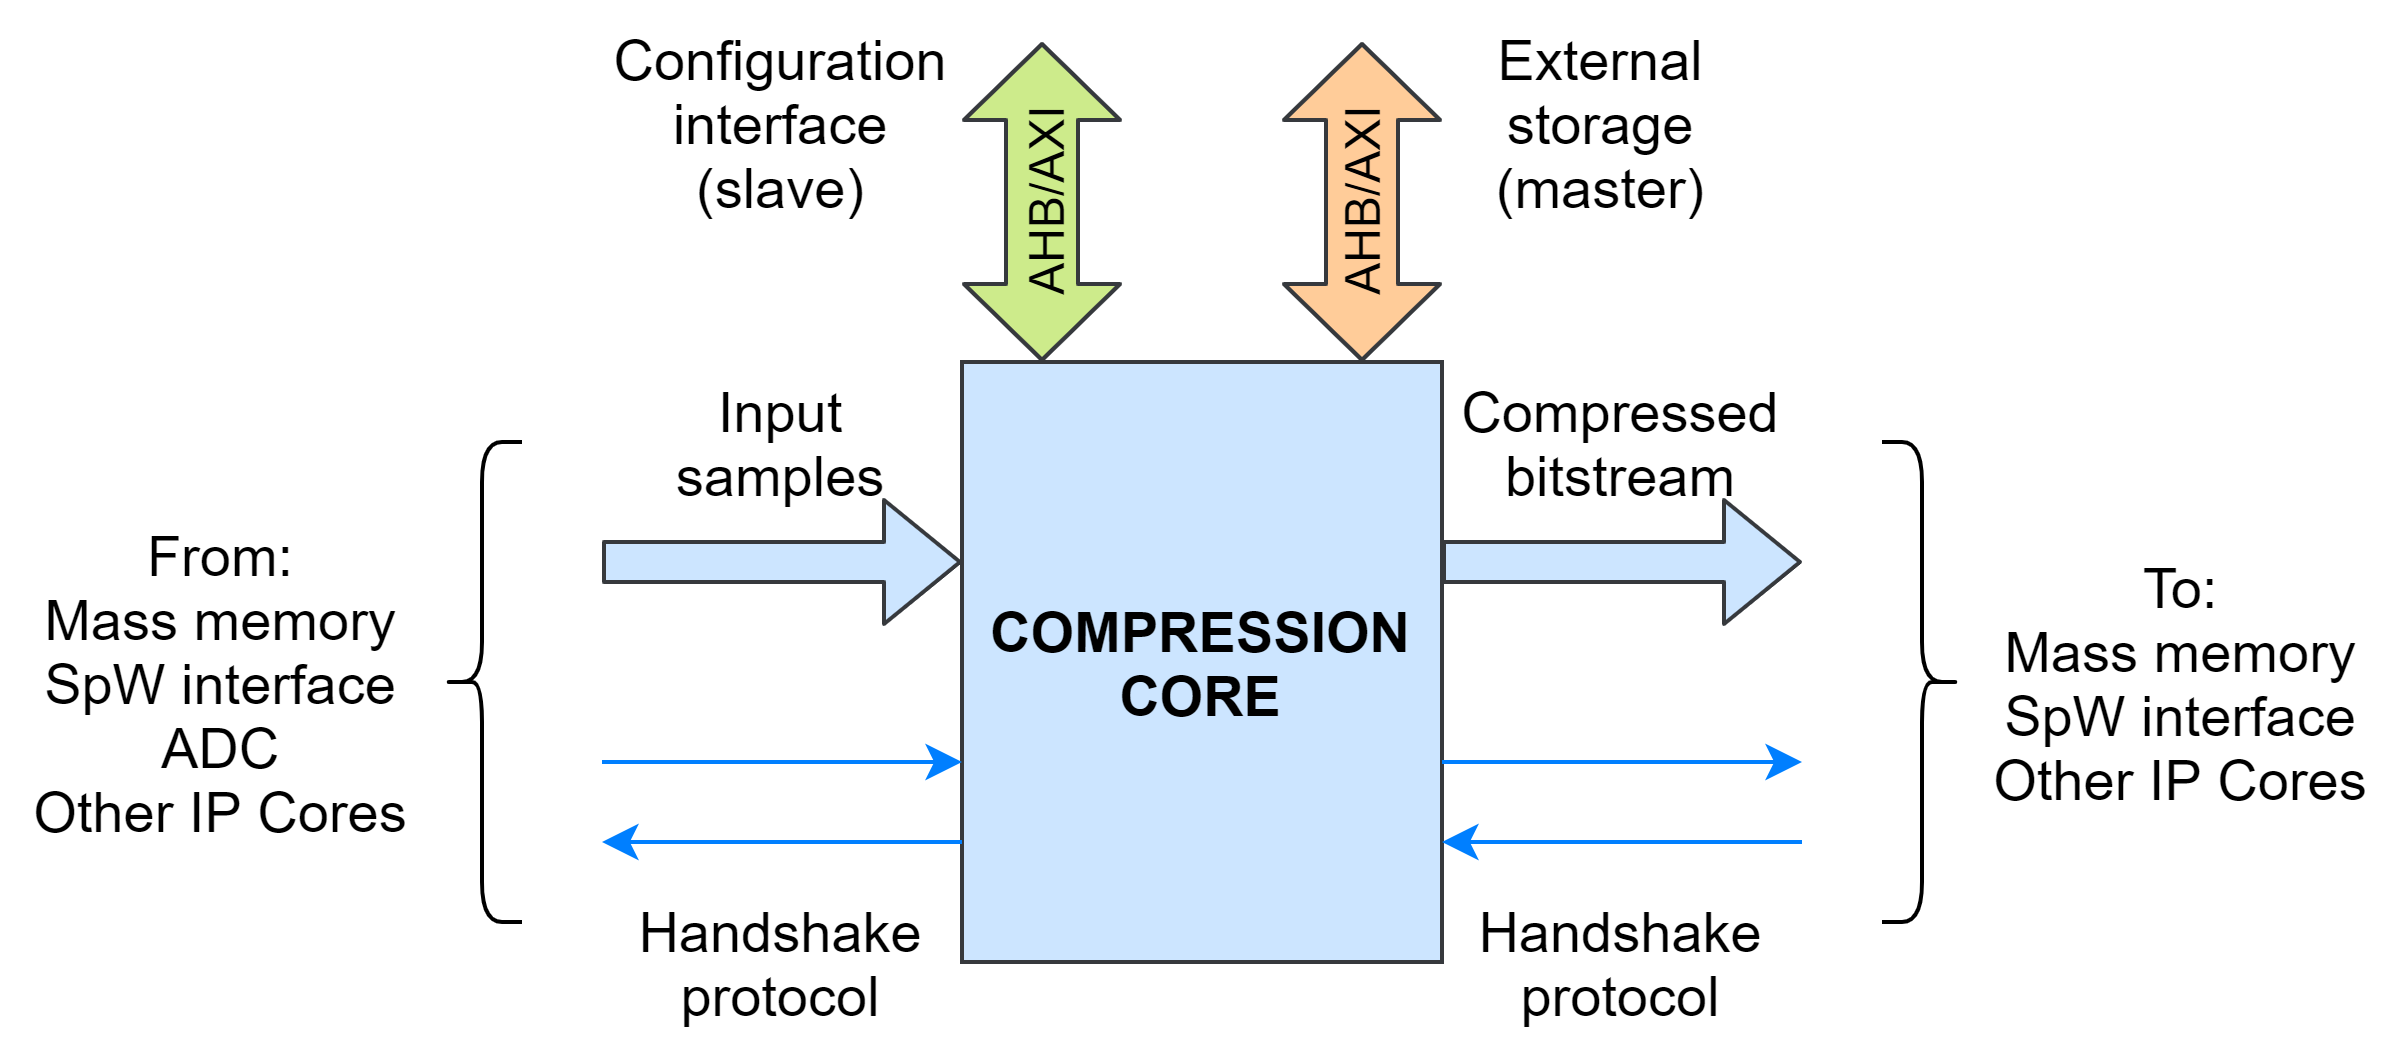 Configuration
interface
(slave)
AHB/AXI
AHB/AXI
External
storage
(master)
Input
samples
Compressed
bitstream
From:
Mass memory
SpW interface
ADC
Other IP Cores
COMPRESSION
CORE
To:
Mass memory
SpW interface
Other IP Cores
Handshake
protocol
Handshake
protocol